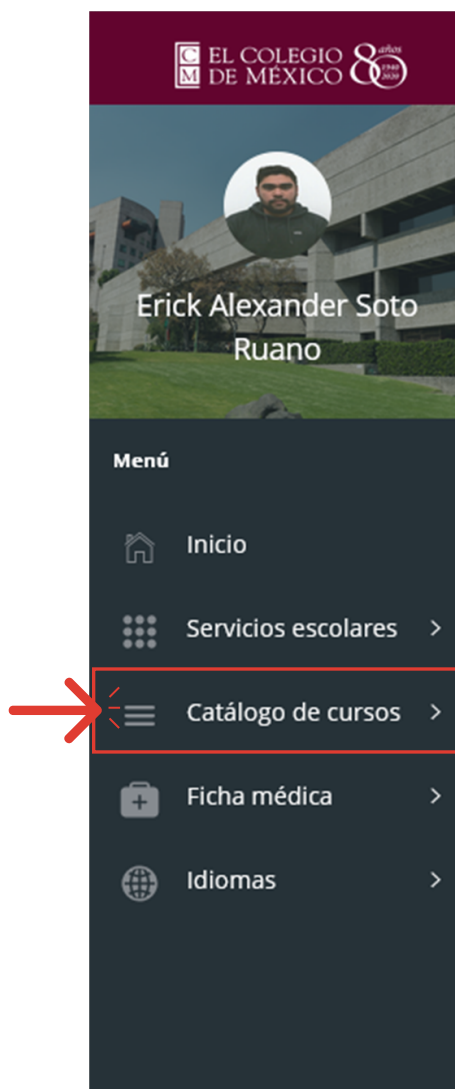 C
M
EL COLEGIO
DE MÉXICO
80
años
1940
2020
Erick Alexander Soto
Ruano
Menú
Inicio
Servicios escolares
Catálogo de cursos
Ficha médica
Idiomas